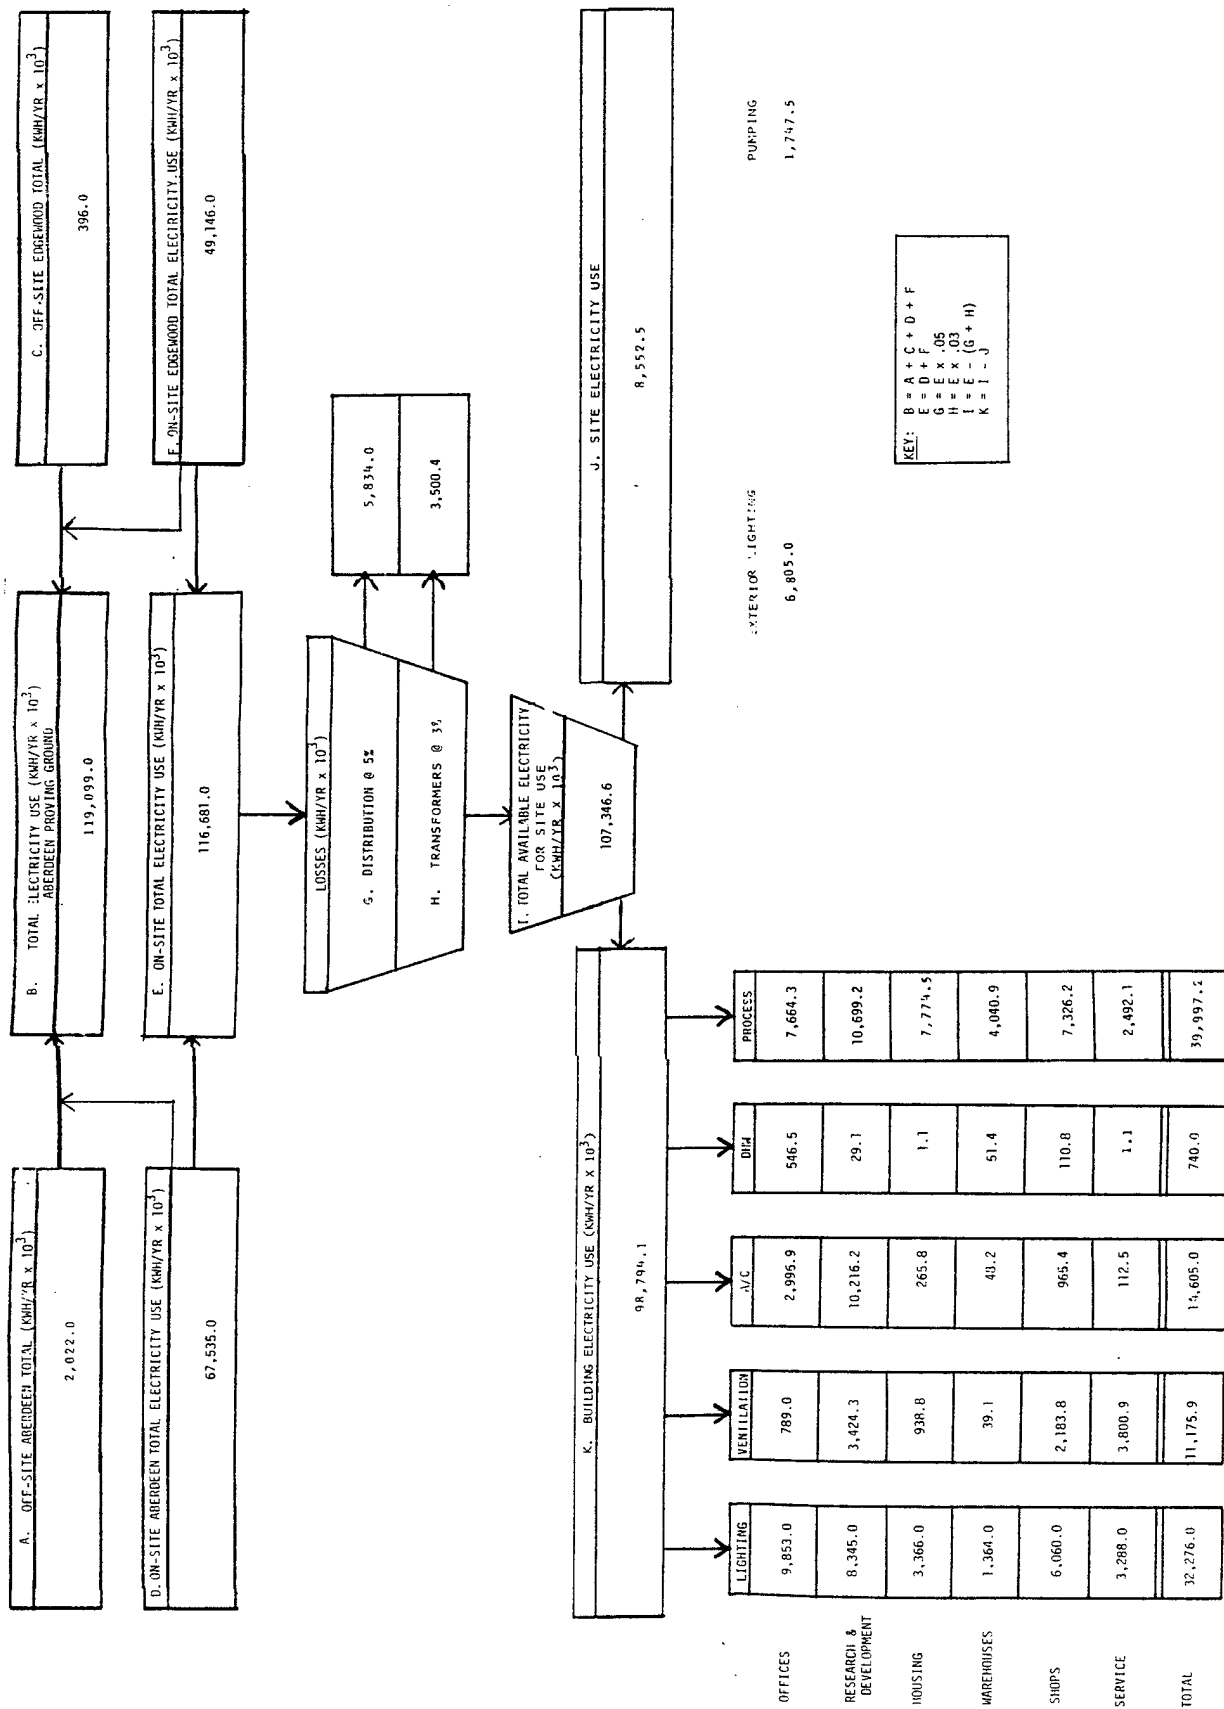 A. OFF-SITE ABERDEEN TOTAL (KWH/YR x 10³)
2,022.0
B. TOTAL ELECTRICITY USE (KWH/YR x 10³)
ABERDEEN PROVING GROUND
119,099.0
C. OFF-SITE EDGEWOOD TOTAL (KWH/YR x 10³)
396.0
D. ON-SITE ABERDEEN TOTAL ELECTRICITY USE (KWH/YR x 10³)
67,535.0
E. ON-SITE TOTAL ELECTRICITY USE (KWH/YR x 10³)
116,681.0
F. ON-SITE EDGEWOOD TOTAL ELECIRICITY USE (KWH/YR x 10³)
49,146.0
LOSSES (KWH/YR x 10³)
G. DISTRIBUTION @ 5%
5,834.0
H. TRANSFORMERS @ 3%
3,500.4
I. TOTAL AVAILABLE ELECTRICITY
FOR SITE USE
(KWH/YR x 10³)
107,346.6
K. BUILDING ELECTRICITY USE (KWH/YR x 10³)
98,794.1
J. SITE ELECTRICITY USE
8,552.5
EXTERIOR LIGHTING PUMPING
6,805.0 1,747.5
LIGHTING VENTILATION A/C DHW PROCESS
OFFICES 9,853.0 789.0 2,996.9 546.5 7,664.3
RESEARCH &
DEVELOPMENT 8,345.0 3,424.3 10,216.2 29.1 10,699.2
HOUSING 3,366.0 938.8 265.8 1.1 7,774.5
WAREHOUSES 1,364.0 39.1 48.2 51.4 4,040.9
SHOPS 6,060.0 2,183.8 965.4 110.8 7,326.2
SERVICE 3,288.0 3,800.9 112.5 1.1 2,492.1
TOTAL 32,276.0 11,175.9 14,605.0 740.0 39,997.2
KEY: B = A + C + D + F
E = D + F
G = E x .05
H = E x .03
I = E - (G + H)
K = I - J